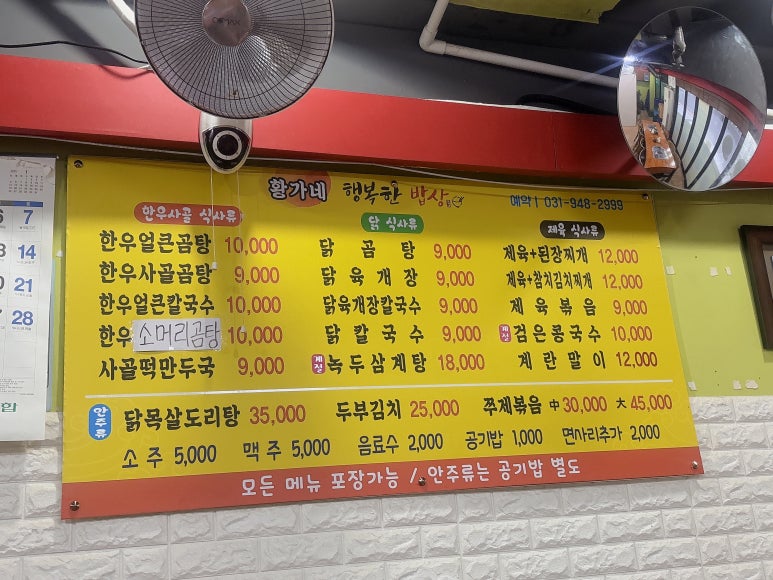 황가네 행복한 밥상
예약 | 031-948-2999
한우사골 식사류
한우얼큰곰탕 10,000
한우사골곰탕 9,000
한우얼큰칼국수 10,000
한우 소머리곰탕 10,000
사골떡만두국 9,000
닭 식사류
닭곰탕 9,000
닭육개장 9,000
닭육개장칼국수 9,000
닭칼국수 9,000
계절 녹두삼계탕 18,000
제육 식사류
제육+된장찌개 12,000
제육+참치김치찌개 12,000
제육볶음 9,000
계절 검은콩국수 10,000
계란말이 12,000
안주류
닭목살도리탕 35,000 두부김치 25,000 쭈제볶음 中 30,000 大 45,000
소주 5,000 맥주 5,000 음료수 2,000 공기밥 1,000 면사리추가 2,000
모든 메뉴 포장가능 / 안주류는 공기밥 별도
7
14
21
28
합